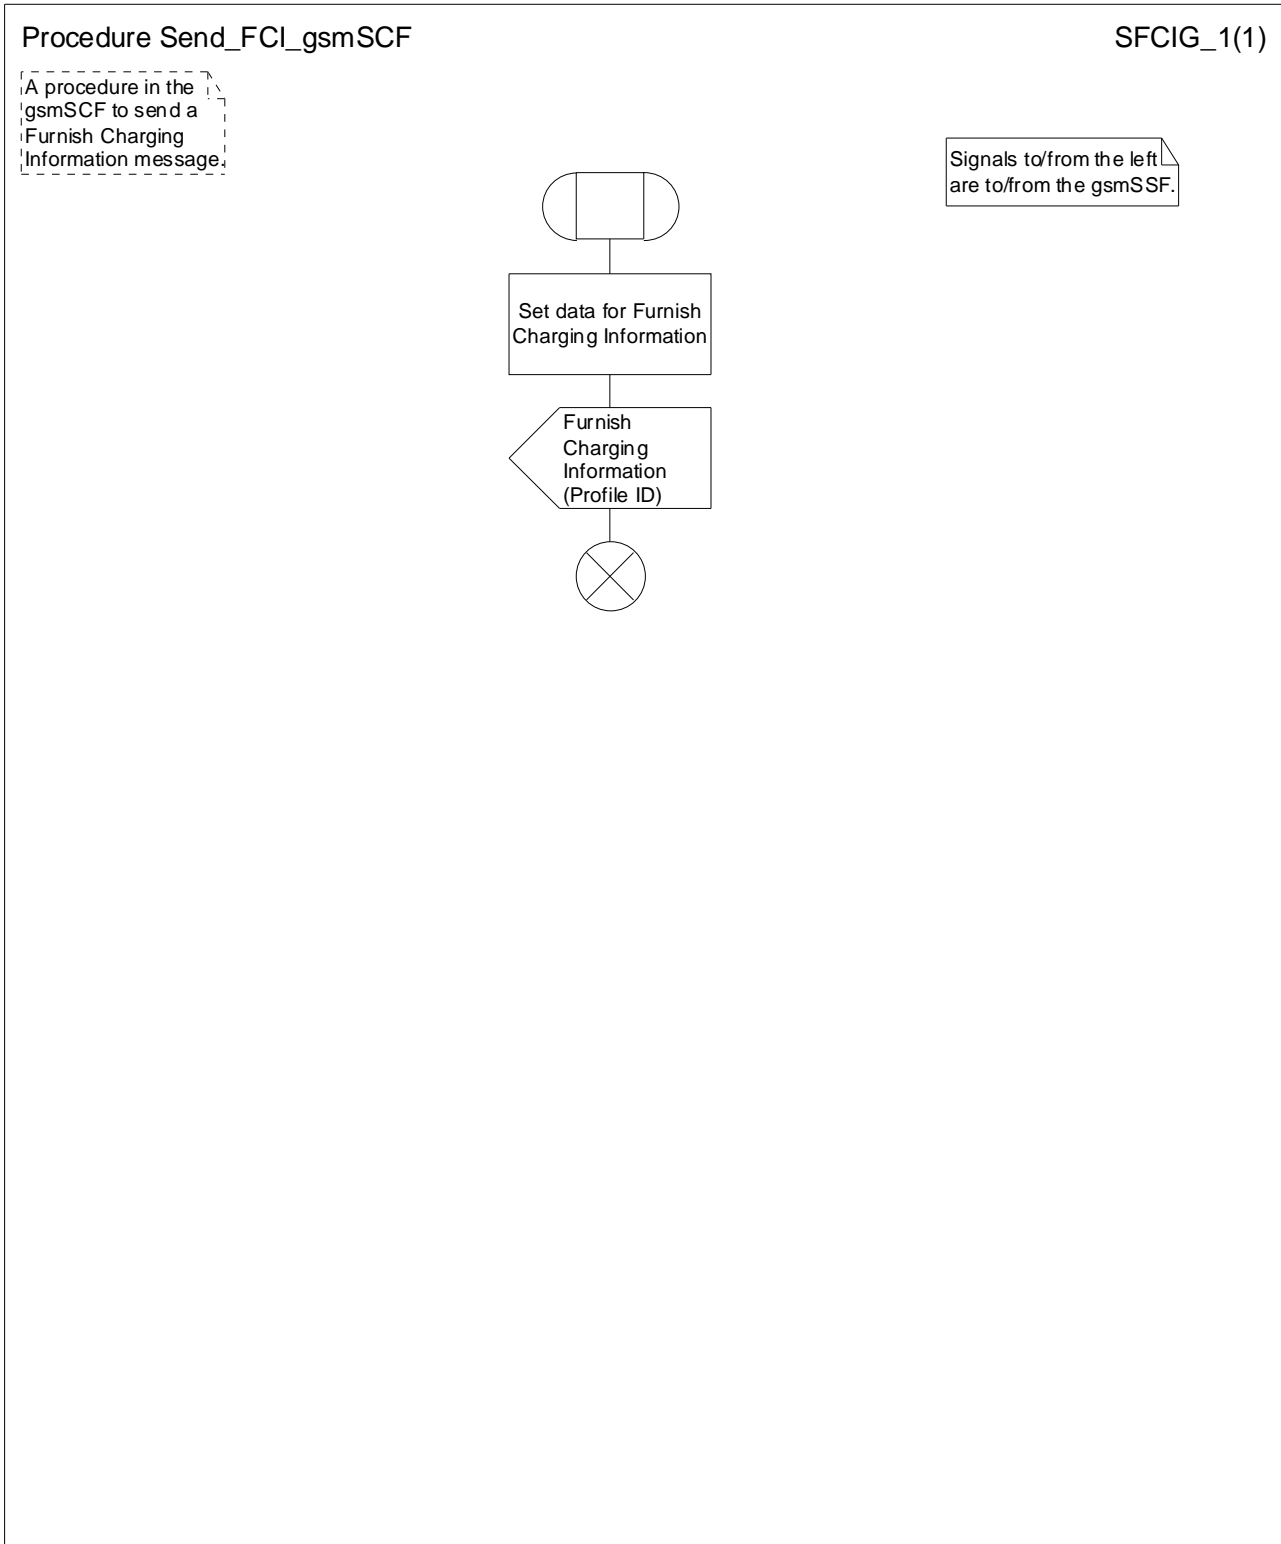 Procedure Send_FCI_gsmSCF
SFCIG_1(1)
A procedure in the
gsmSCF to send a
Furnish Charging
Information message.
Signals to/from the left
are to/from the gsmSSF.
Set data for Furnish
Charging Information
Furnish
Charging
Information
(Profile ID)